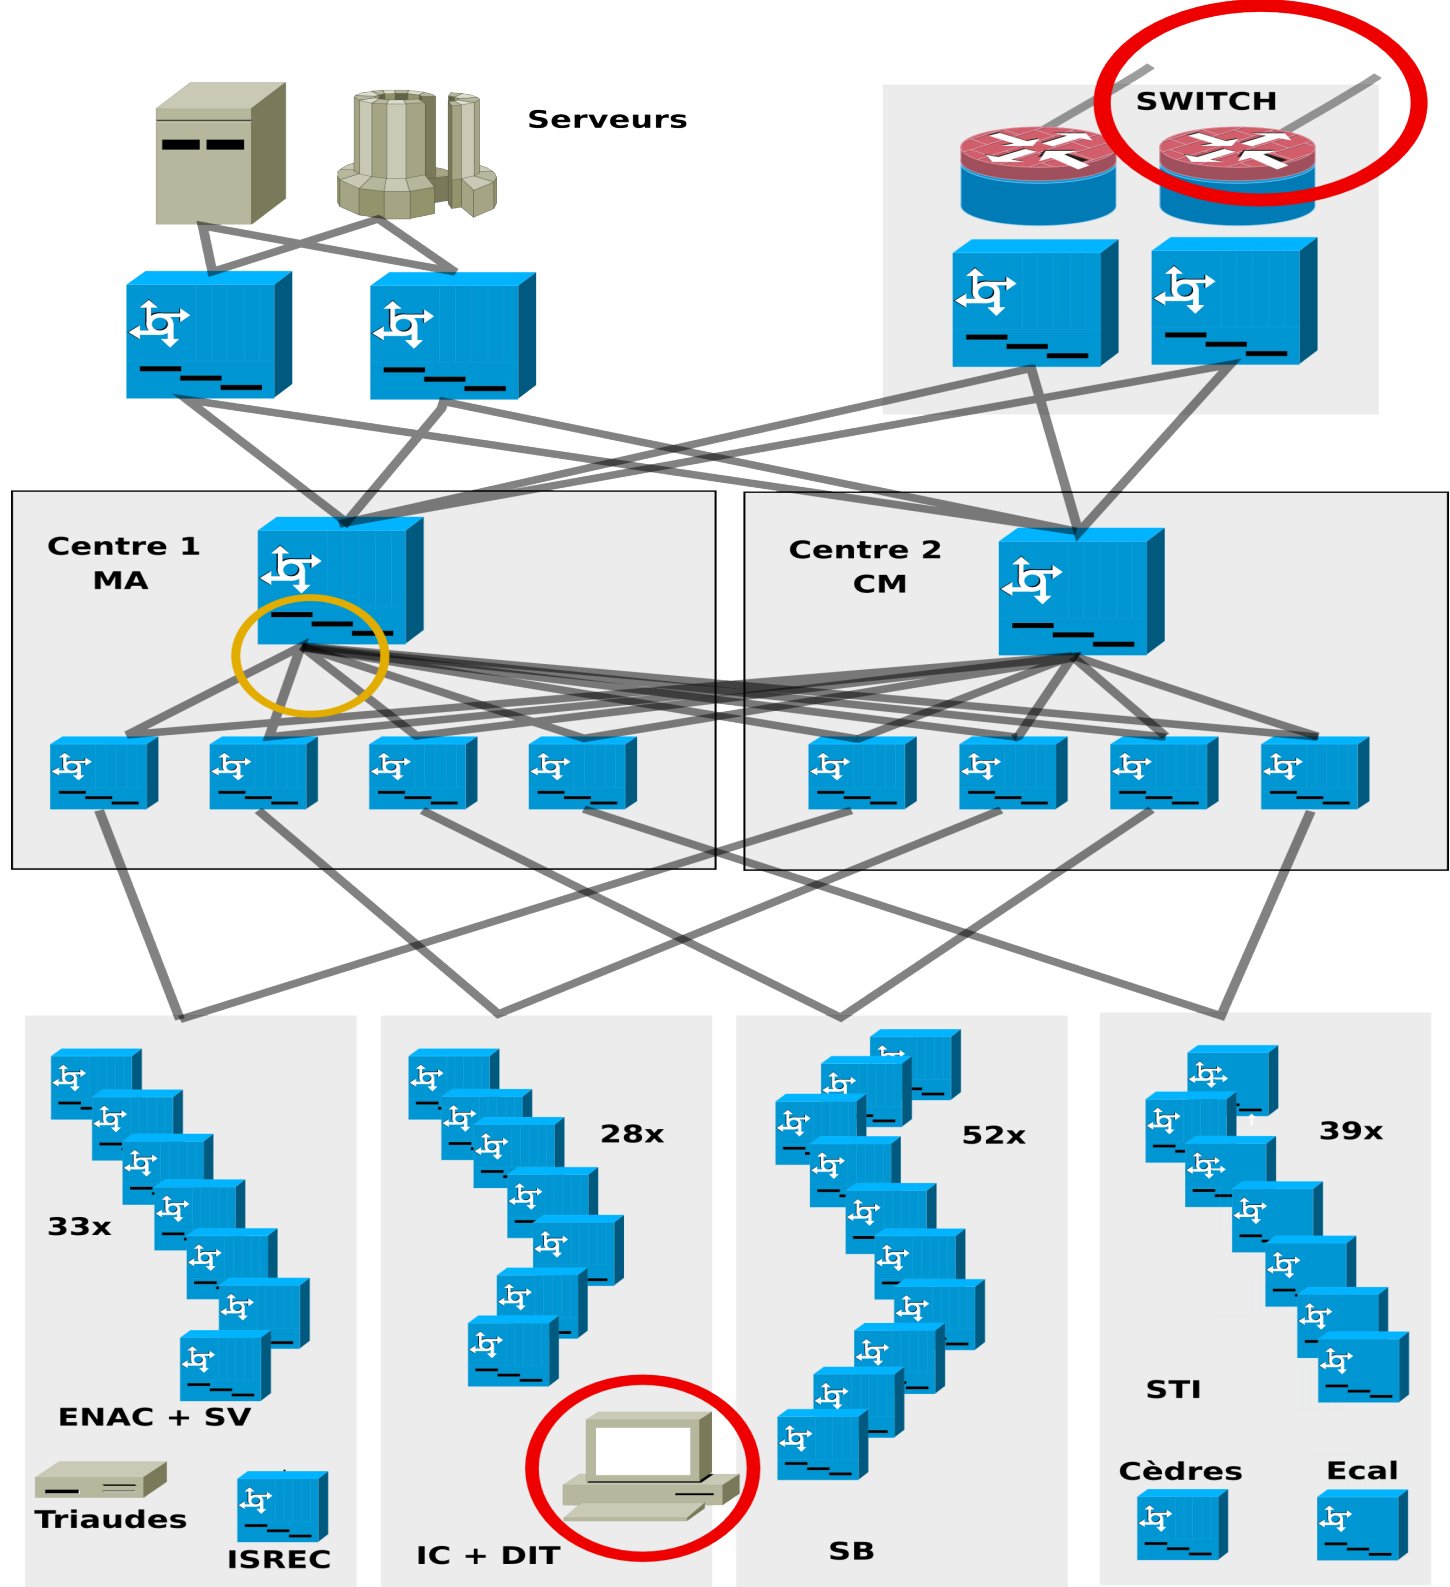 Serveurs
SWITCH
Centre 1
MA
Centre 2
CM
33x
28x
52x
39x
ENAC + SV
Triaudes
ISREC
IC + DIT
SB
STI
Cèdres
Ecal